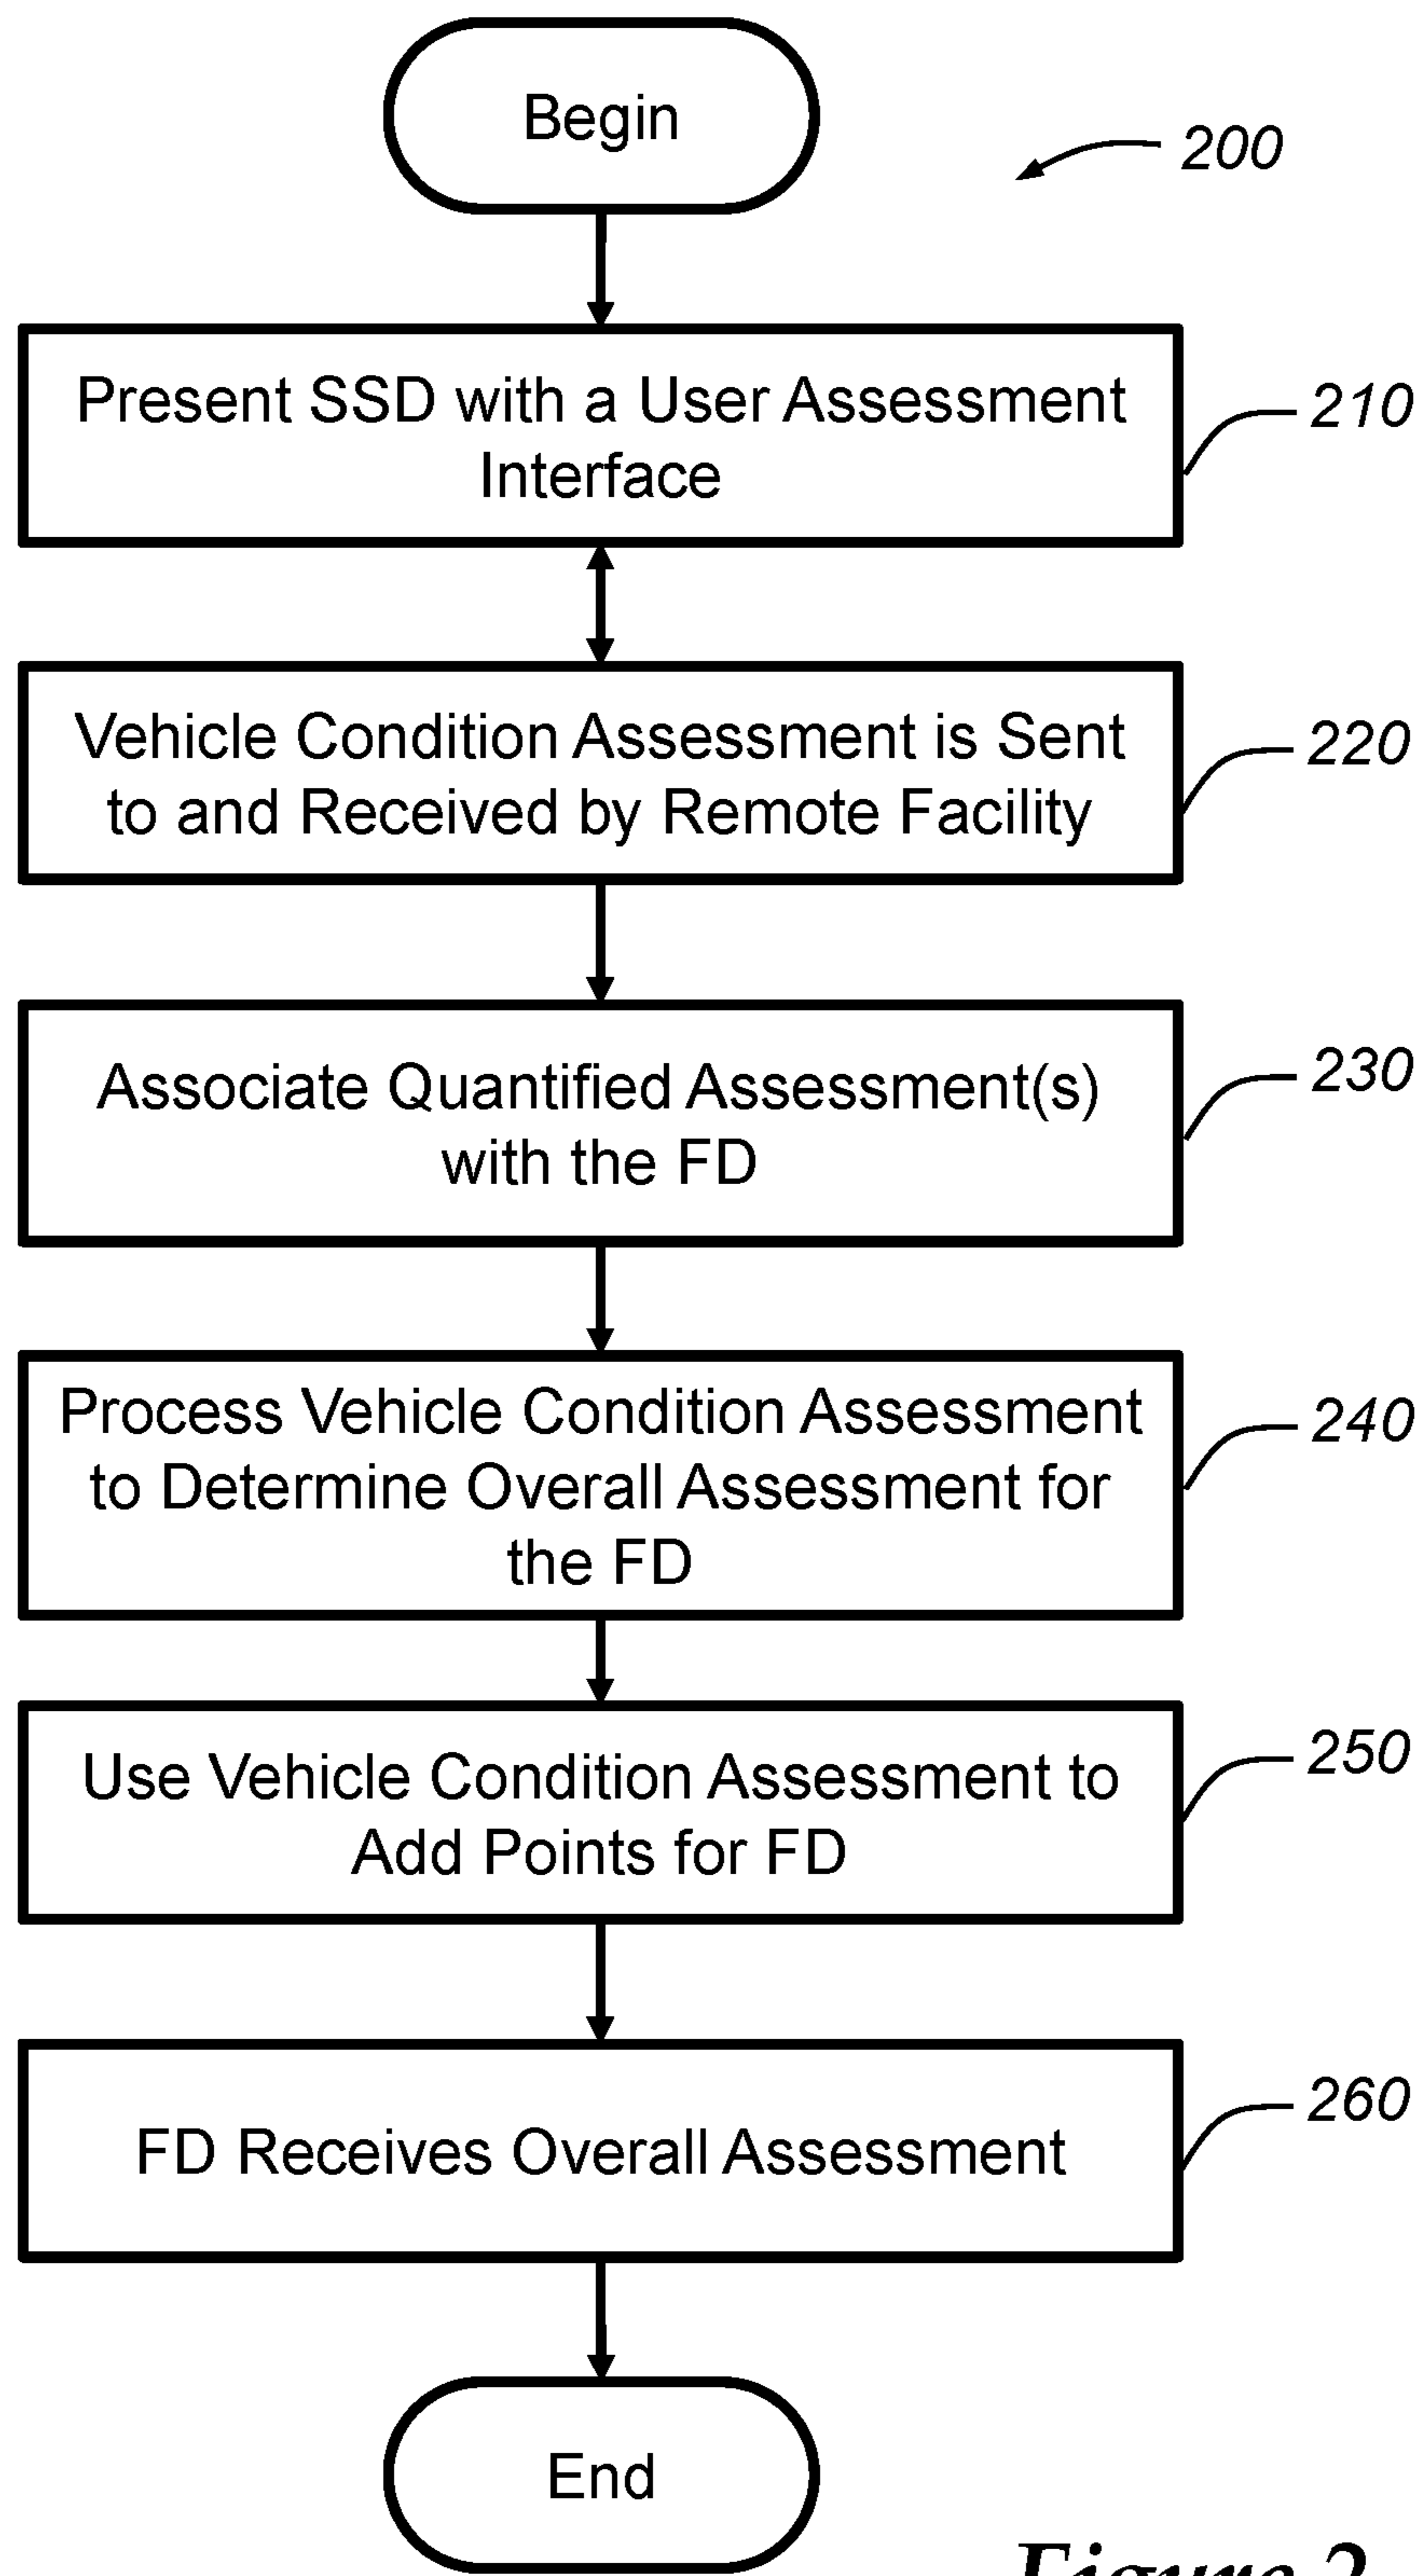 Begin
200
Present SSD with a User Assessment
Interface
210
Vehicle Condition Assessment is Sent
to and Received by Remote Facility
220
Associate Quantified Assessment(s)
with the FD
230
Process Vehicle Condition Assessment
to Determine Overall Assessment for
the FD
240
Use Vehicle Condition Assessment to
Add Points for FD
250
FD Receives Overall Assessment
260
End
Figure 2